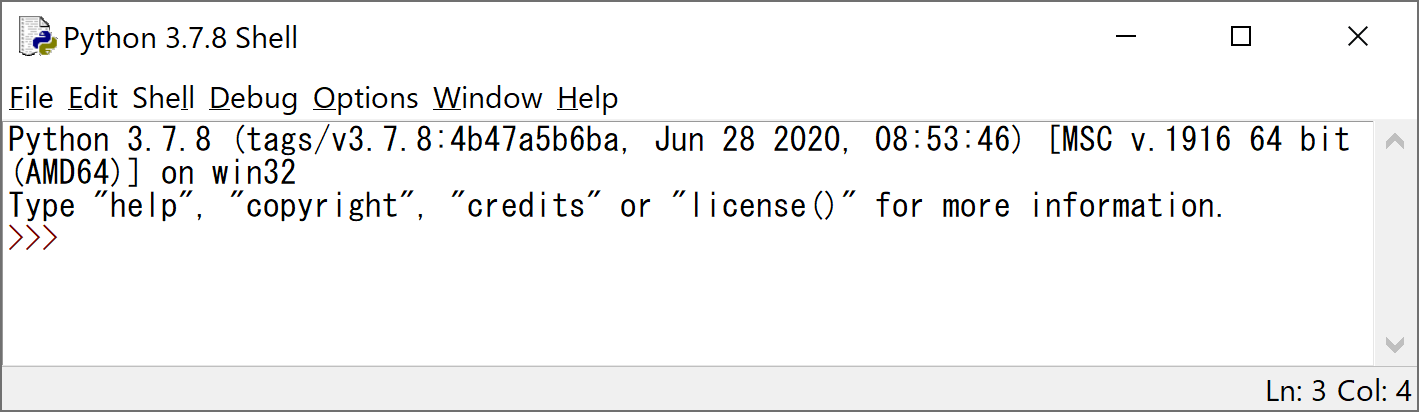 Python 3.7.8 Shell
File Edit Shell Debug Options Window Help
Python 3.7.8 (tags/v3.7.8:4b47a5b6ba, Jun 28 2020, 08:53:46) [MSC v.1916 64 bit
(AMD64)] on win32
Type "help", "copyright", "credits" or "license()" for more information.
>>>
Ln: 3 Col: 4